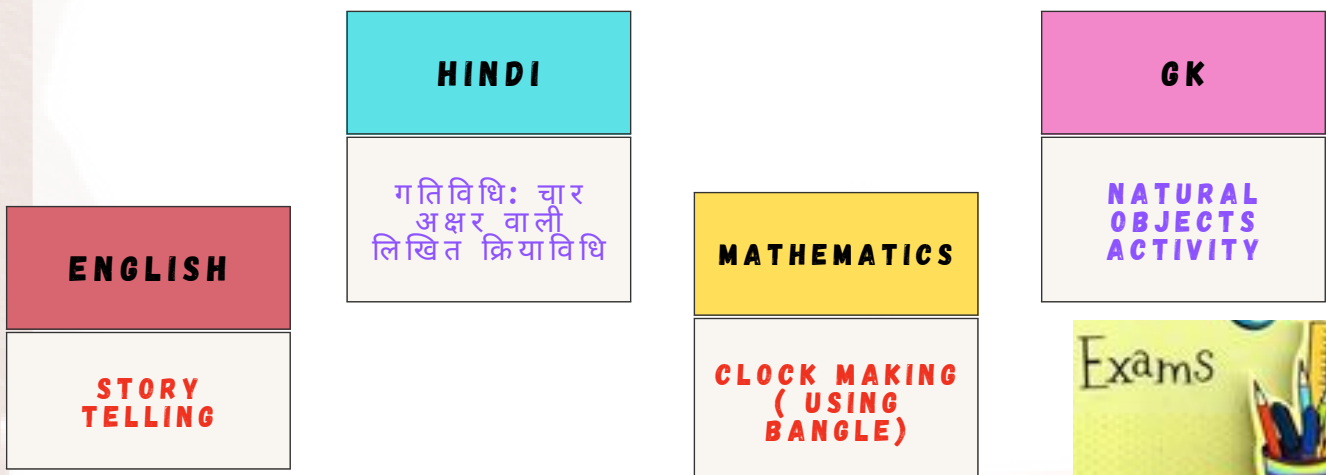 ENGLISH
STORY
TELLING
HINDI
गतिविधि: चार
अक्षर वाली
लिखित क्रियाविधि
MATHEMATICS
CLOCK MAKING
( USING
BANGLE)
GK
NATURAL
OBJECTS
ACTIVITY
Exams